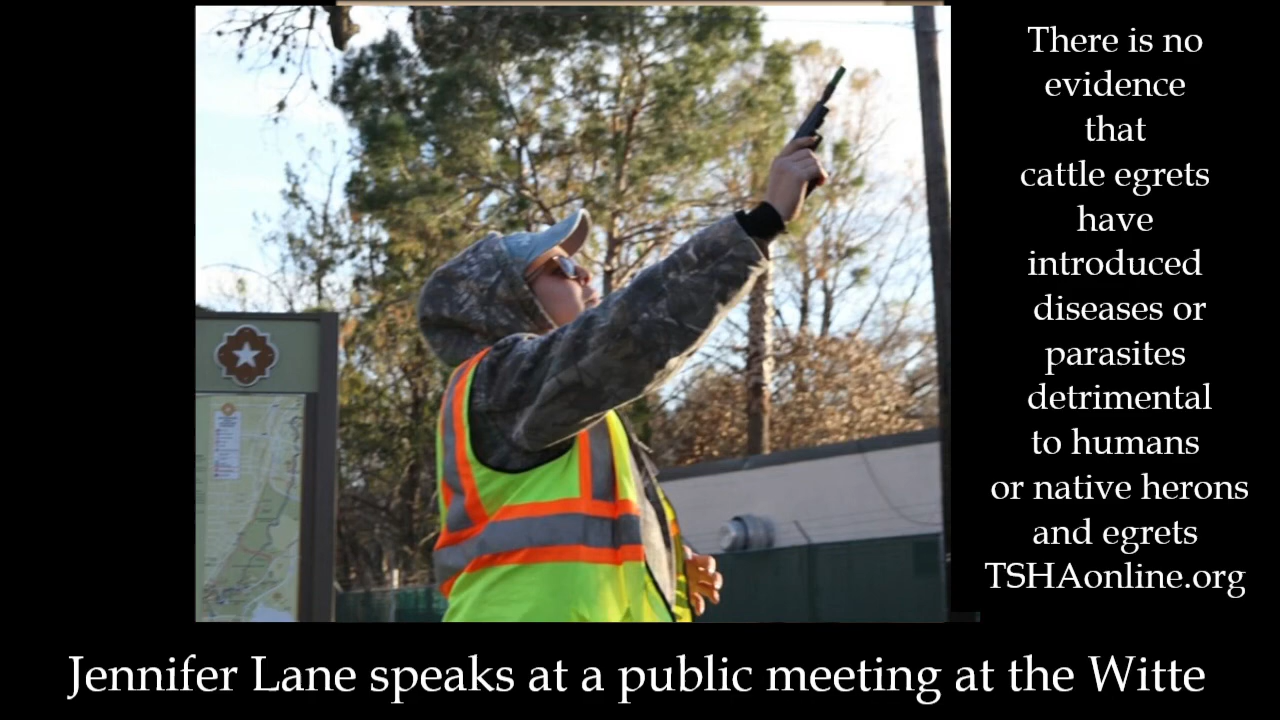 There is no
evidence
that
cattle egrets
have
introduced
diseases or
parasites
detrimental
to humans
or native herons
and egrets
TSHAonline.org
Jennifer Lane speaks at a public meeting at the Witte